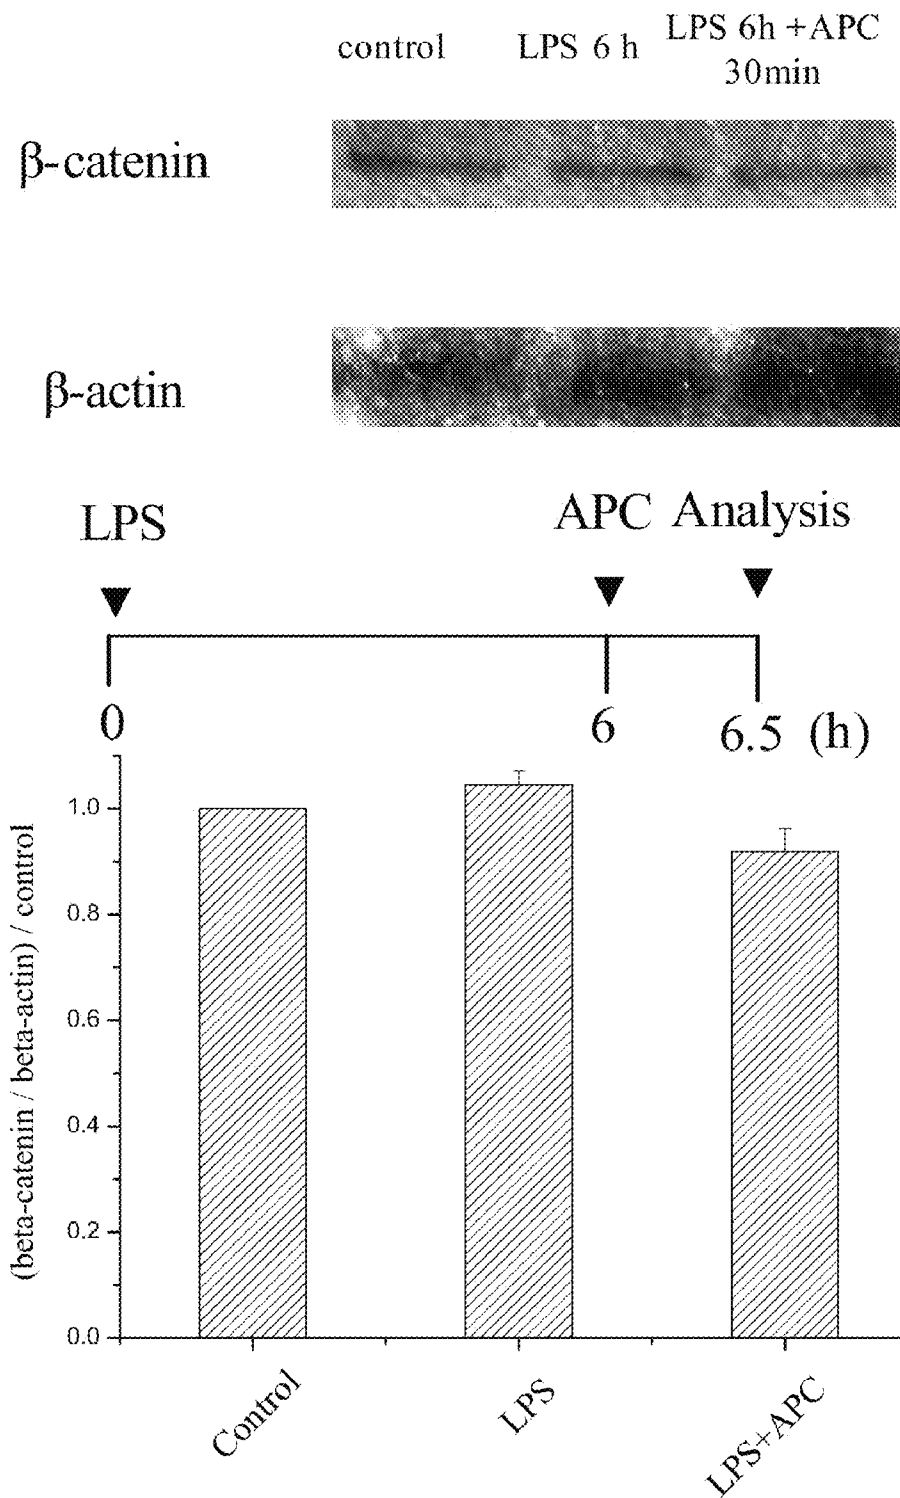 control LPS 6 h LPS 6h +APC
30min
β-catenin
β-actin
LPS APC Analysis
0 6 6.5 (h)
(beta-catenin / beta-actin) / control
1.0
0.8
0.6
0.4
0.2
0.0
Control LPS LPS+APC